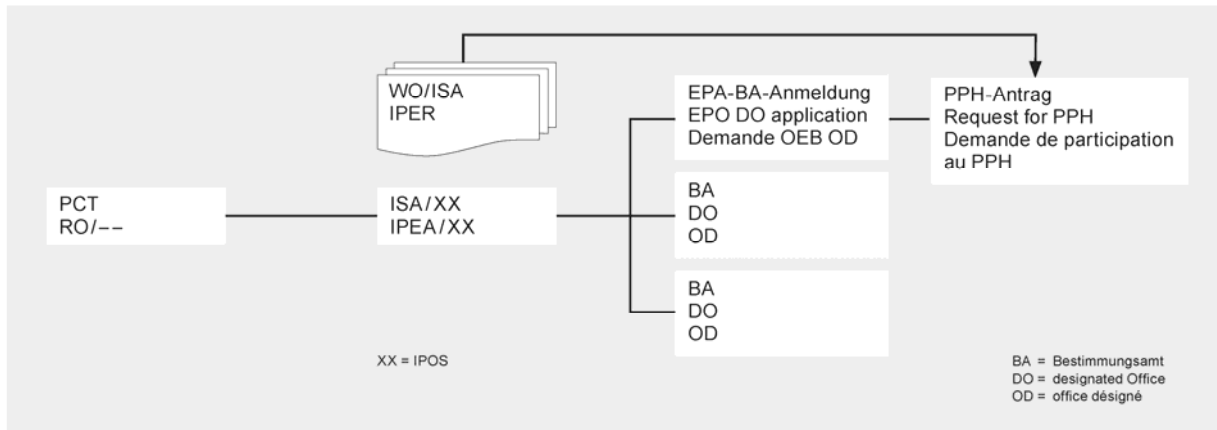 WO/ISA
IPER
EPA-BA-Anmeldung
EPO DO application
Demande OEB OD
PPH-Antrag
Request for PPH
Demande de participation
au PPH
PCT
RO/--
ISA/XX
IPEA/XX
BA
DO
OD
BA
DO
OD
XX = IPOS
BA = Bestimmungsamt
DO = designated Office
OD = office désigné